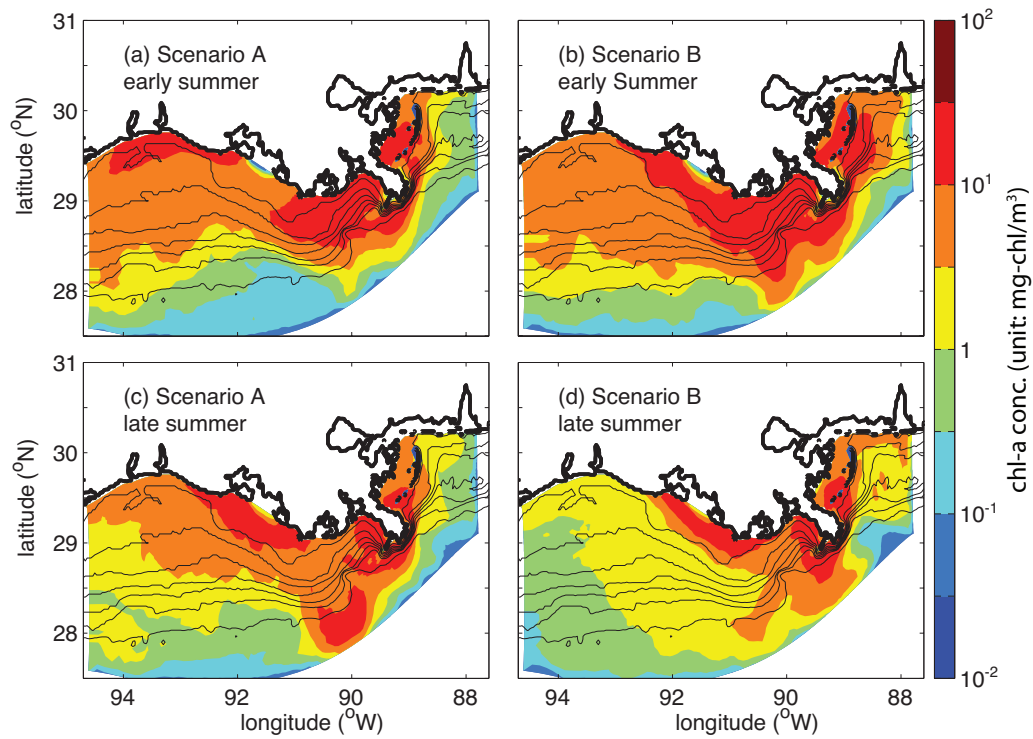 (a) Scenario A
early summer
(b) Scenario B
early Summer
31
30
29
28
latitude (°N)
(c) Scenario A
late summer
(d) Scenario B
late summer
31
30
29
28
latitude (°N)
94 92 90 88
longitude (°W)
94 92 90 88
longitude (°W)
10²
10¹
1
10⁻¹
10⁻²
chl-a conc. (unit: mg-chl/m³)